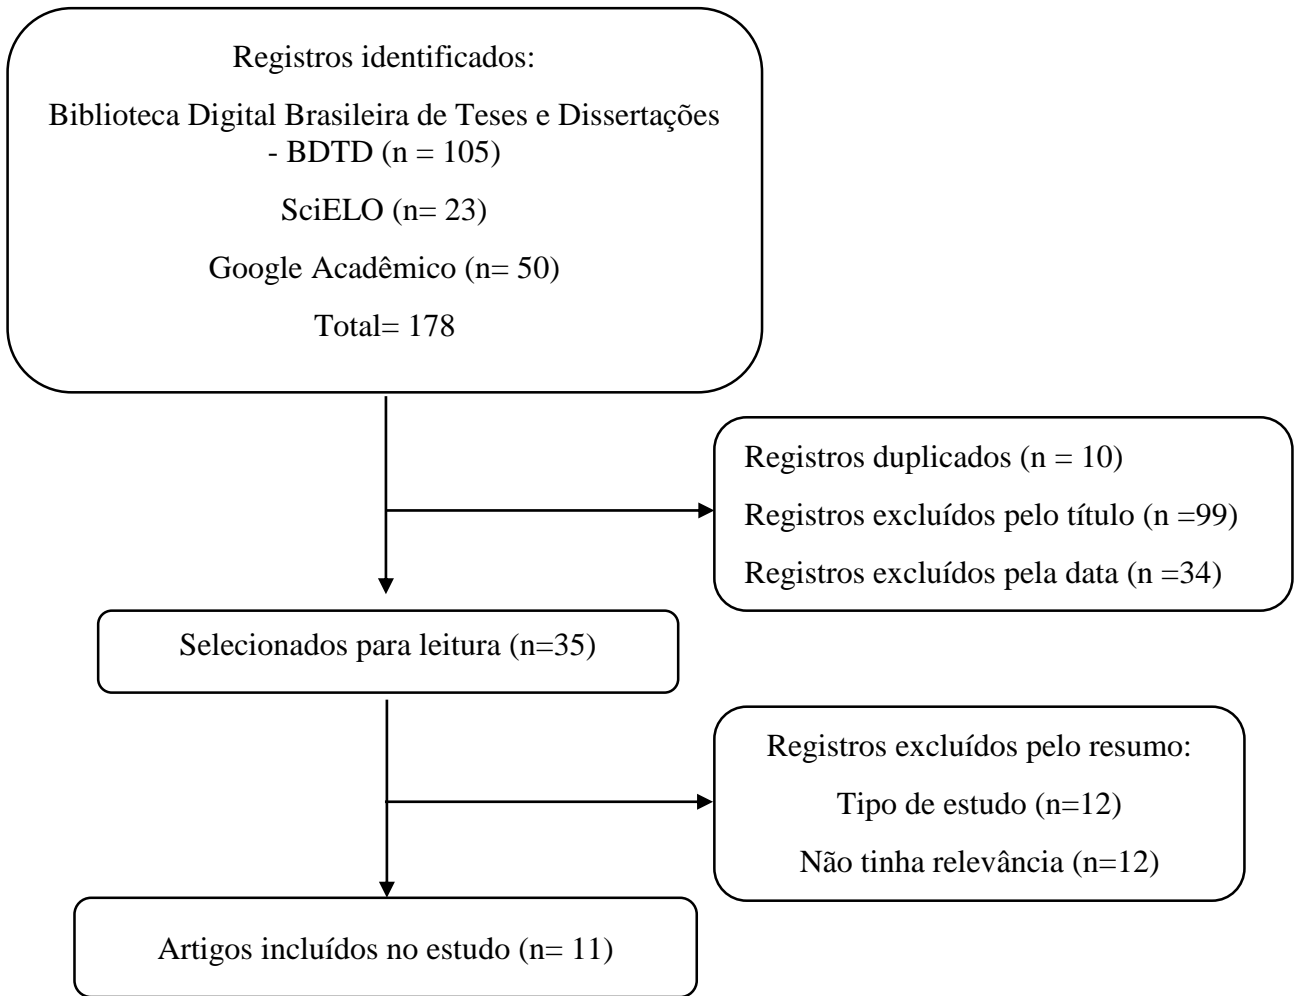 Registros identificados:
Biblioteca Digital Brasileira de Teses e Dissertações
- BDTD (n = 105)
SciELO (n= 23)
Google Acadêmico (n= 50)
Total= 178
Registros duplicados (n = 10)
Registros excluídos pelo título (n =99)
Registros excluídos pela data (n =34)
Selecionados para leitura (n=35)
Registros excluídos pelo resumo:
Tipo de estudo (n=12)
Não tinha relevância (n=12)
Artigos incluídos no estudo (n= 11)